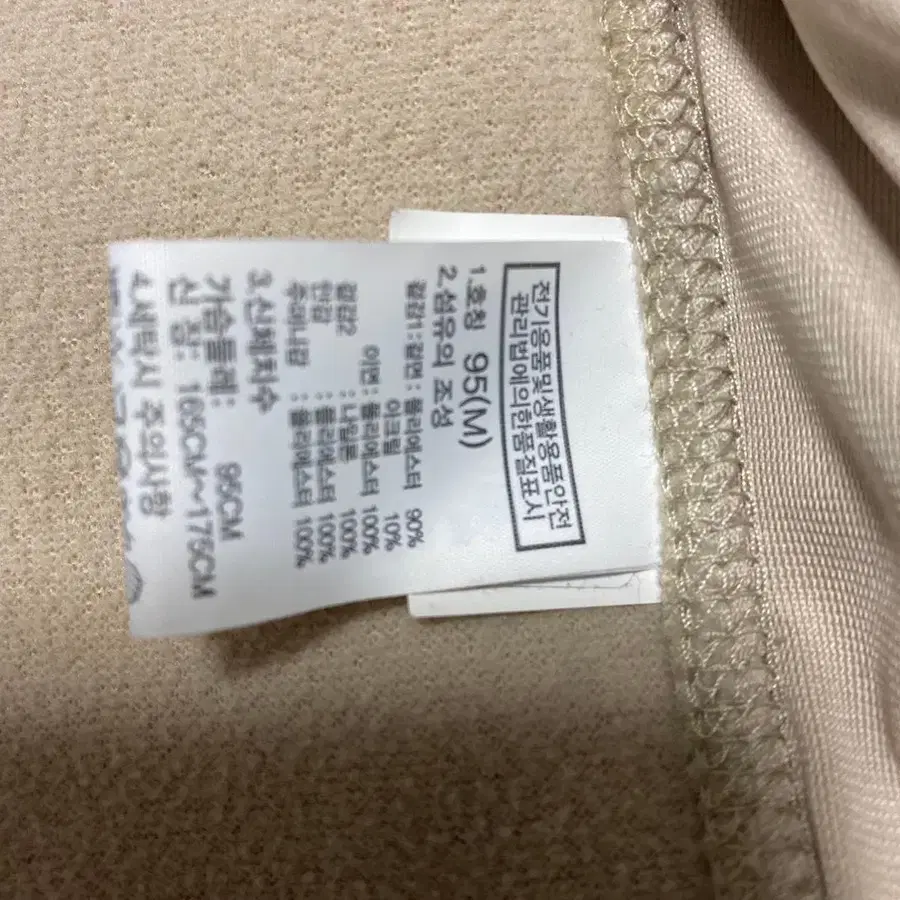 전기용품및생활용품안전
관리법에의한품질표시
1.호칭 95(M)
2.섬유의 조성
겉감1: 겉면 : 폴리에스터 90%
아크릴 10%
이면 : 폴리에스터 100%
겉감2 : 나일론 100%
안감 : 폴리에스터 100%
주머니감 : 폴리에스터 100%
3.신체치수
가슴둘레: 95CM
신 장: 165CM~175CM
4.세탁시 주의사항